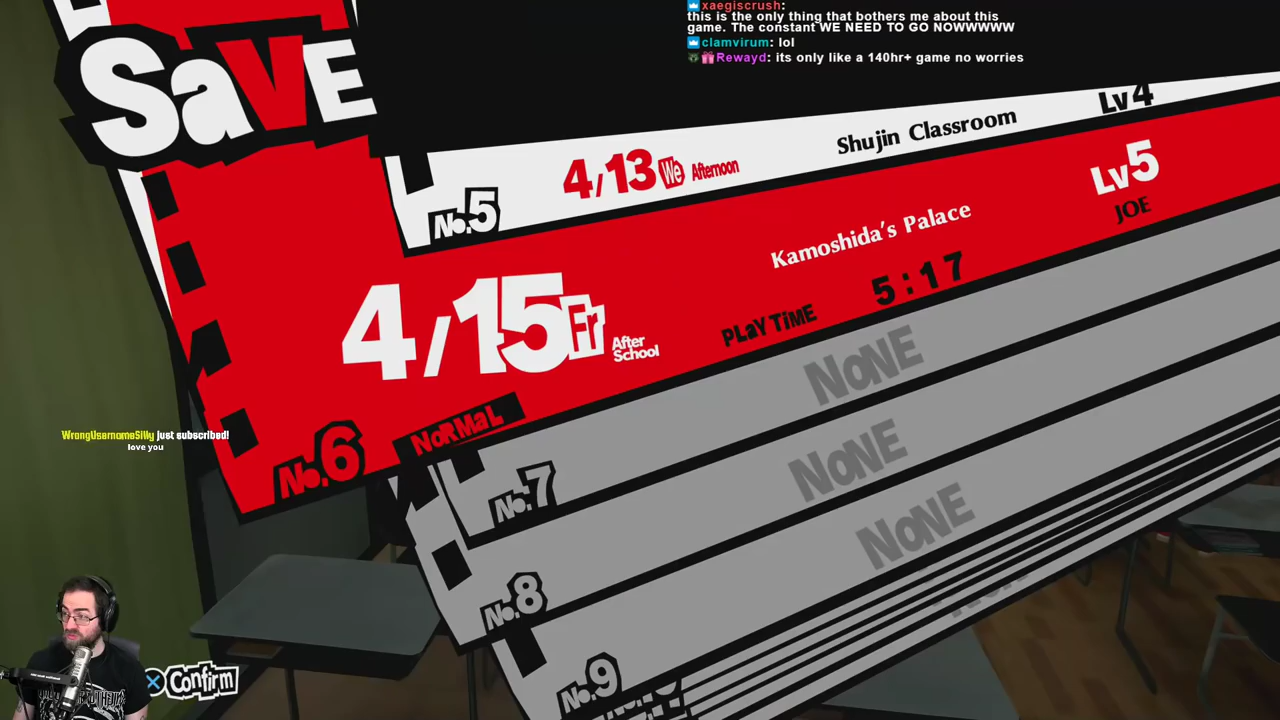 xaegiscrush:
this is the only thing that bothers me about this
game. The constant WE NEED TO GO NOWWWWW
clamvirum: lol
Rewayd: its only like a 140hr+ game no worries
SaVE
No.5 4/13 We Afternoon Shujin Classroom Lv4
4/15 Fr After School Kamoshida's Palace Lv5
PLaY TiME 5:17 JOE
No.6 NoRMaL
No.7 NoNE
No.8 NoNE
No.9 NoNE
WrongUsernameSilly just subscribed!
love you
Confirm